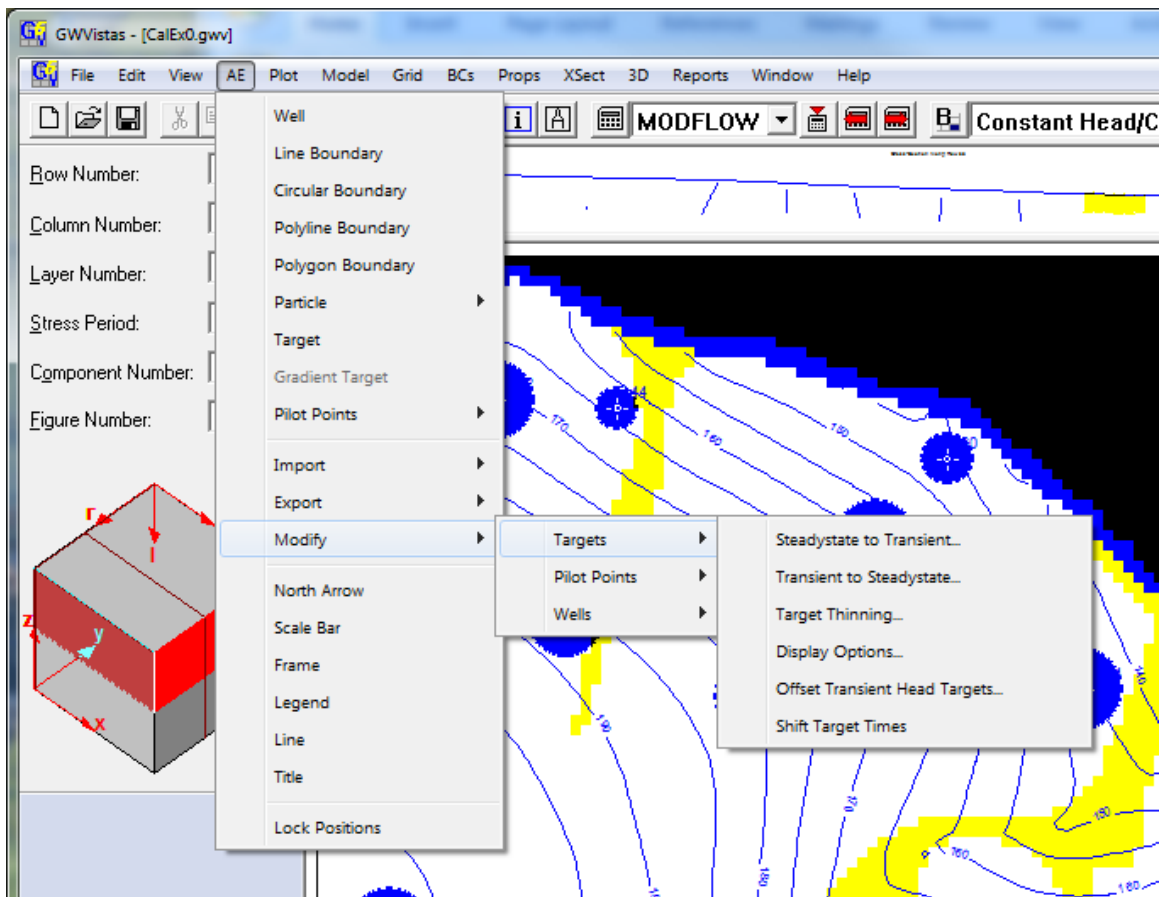 GWVistas - [CalEx0.gwv]
File Edit View AE Plot Model Grid BCs Props XSect 3D Reports Window Help
MODFLOW
Constant Head/C
Row Number:
Column Number:
Layer Number:
Stress Period:
Component Number:
Figure Number:
r
l
z
y
x
Well
Line Boundary
Circular Boundary
Polyline Boundary
Polygon Boundary
Particle
Target
Gradient Target
Pilot Points
Import
Export
Modify
North Arrow
Scale Bar
Frame
Legend
Line
Title
Lock Positions
Targets
Pilot Points
Wells
Steadystate to Transient...
Transient to Steadystate...
Target Thinning...
Display Options...
Offset Transient Head Targets...
Shift Target Times
170
160
150
190
140
170
180
160
180